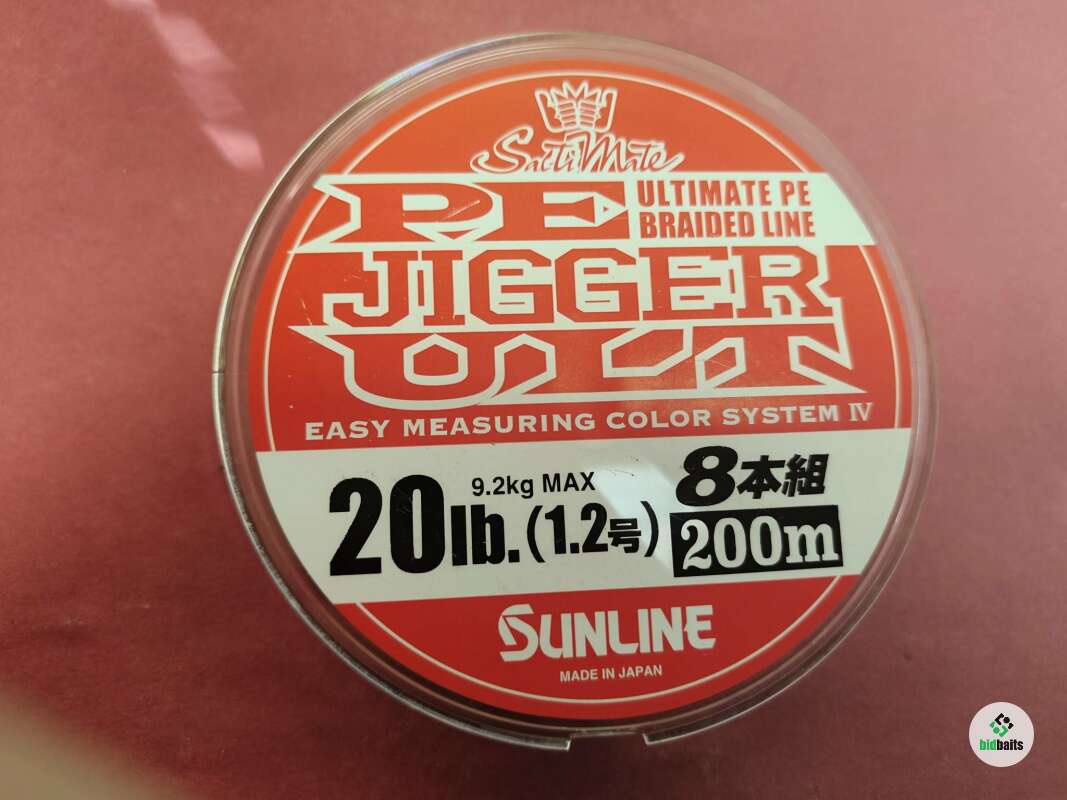 SaltiMate
PE
ULTIMATE PE
BRAIDED LINE
JIGGER
ULT
EASY MEASURING COLOR SYSTEM IV
20lb.(1.2号)
9.2kg MAX
8本組
200m
SUNLINE
MADE IN JAPAN
bidbaits